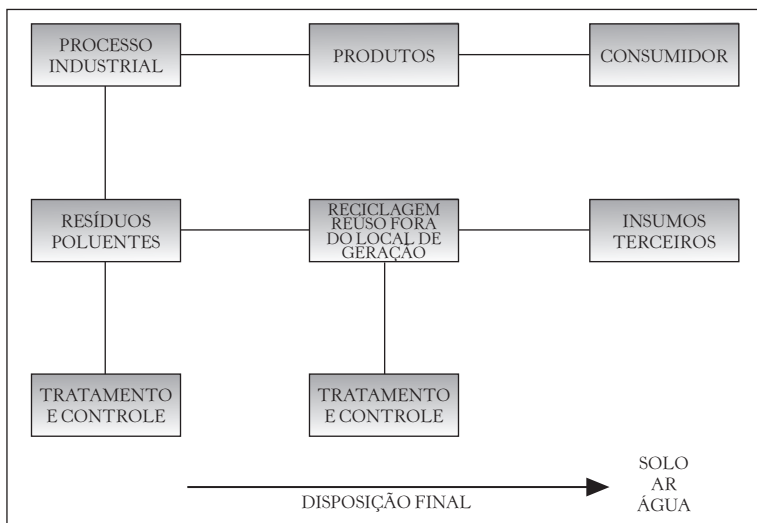 PROCESSO
INDUSTRIAL
PRODUTOS
CONSUMIDOR
RESÍDUOS
POLUENTES
RECICLAGEM
REÚSO FORA
DO LOCAL DE
GERAÇÃO
INSUMOS
TERCEIROS
TRATAMENTO
E CONTROLE
TRATAMENTO
E CONTROLE
DISPOSIÇÃO FINAL
SOLO
AR
ÁGUA